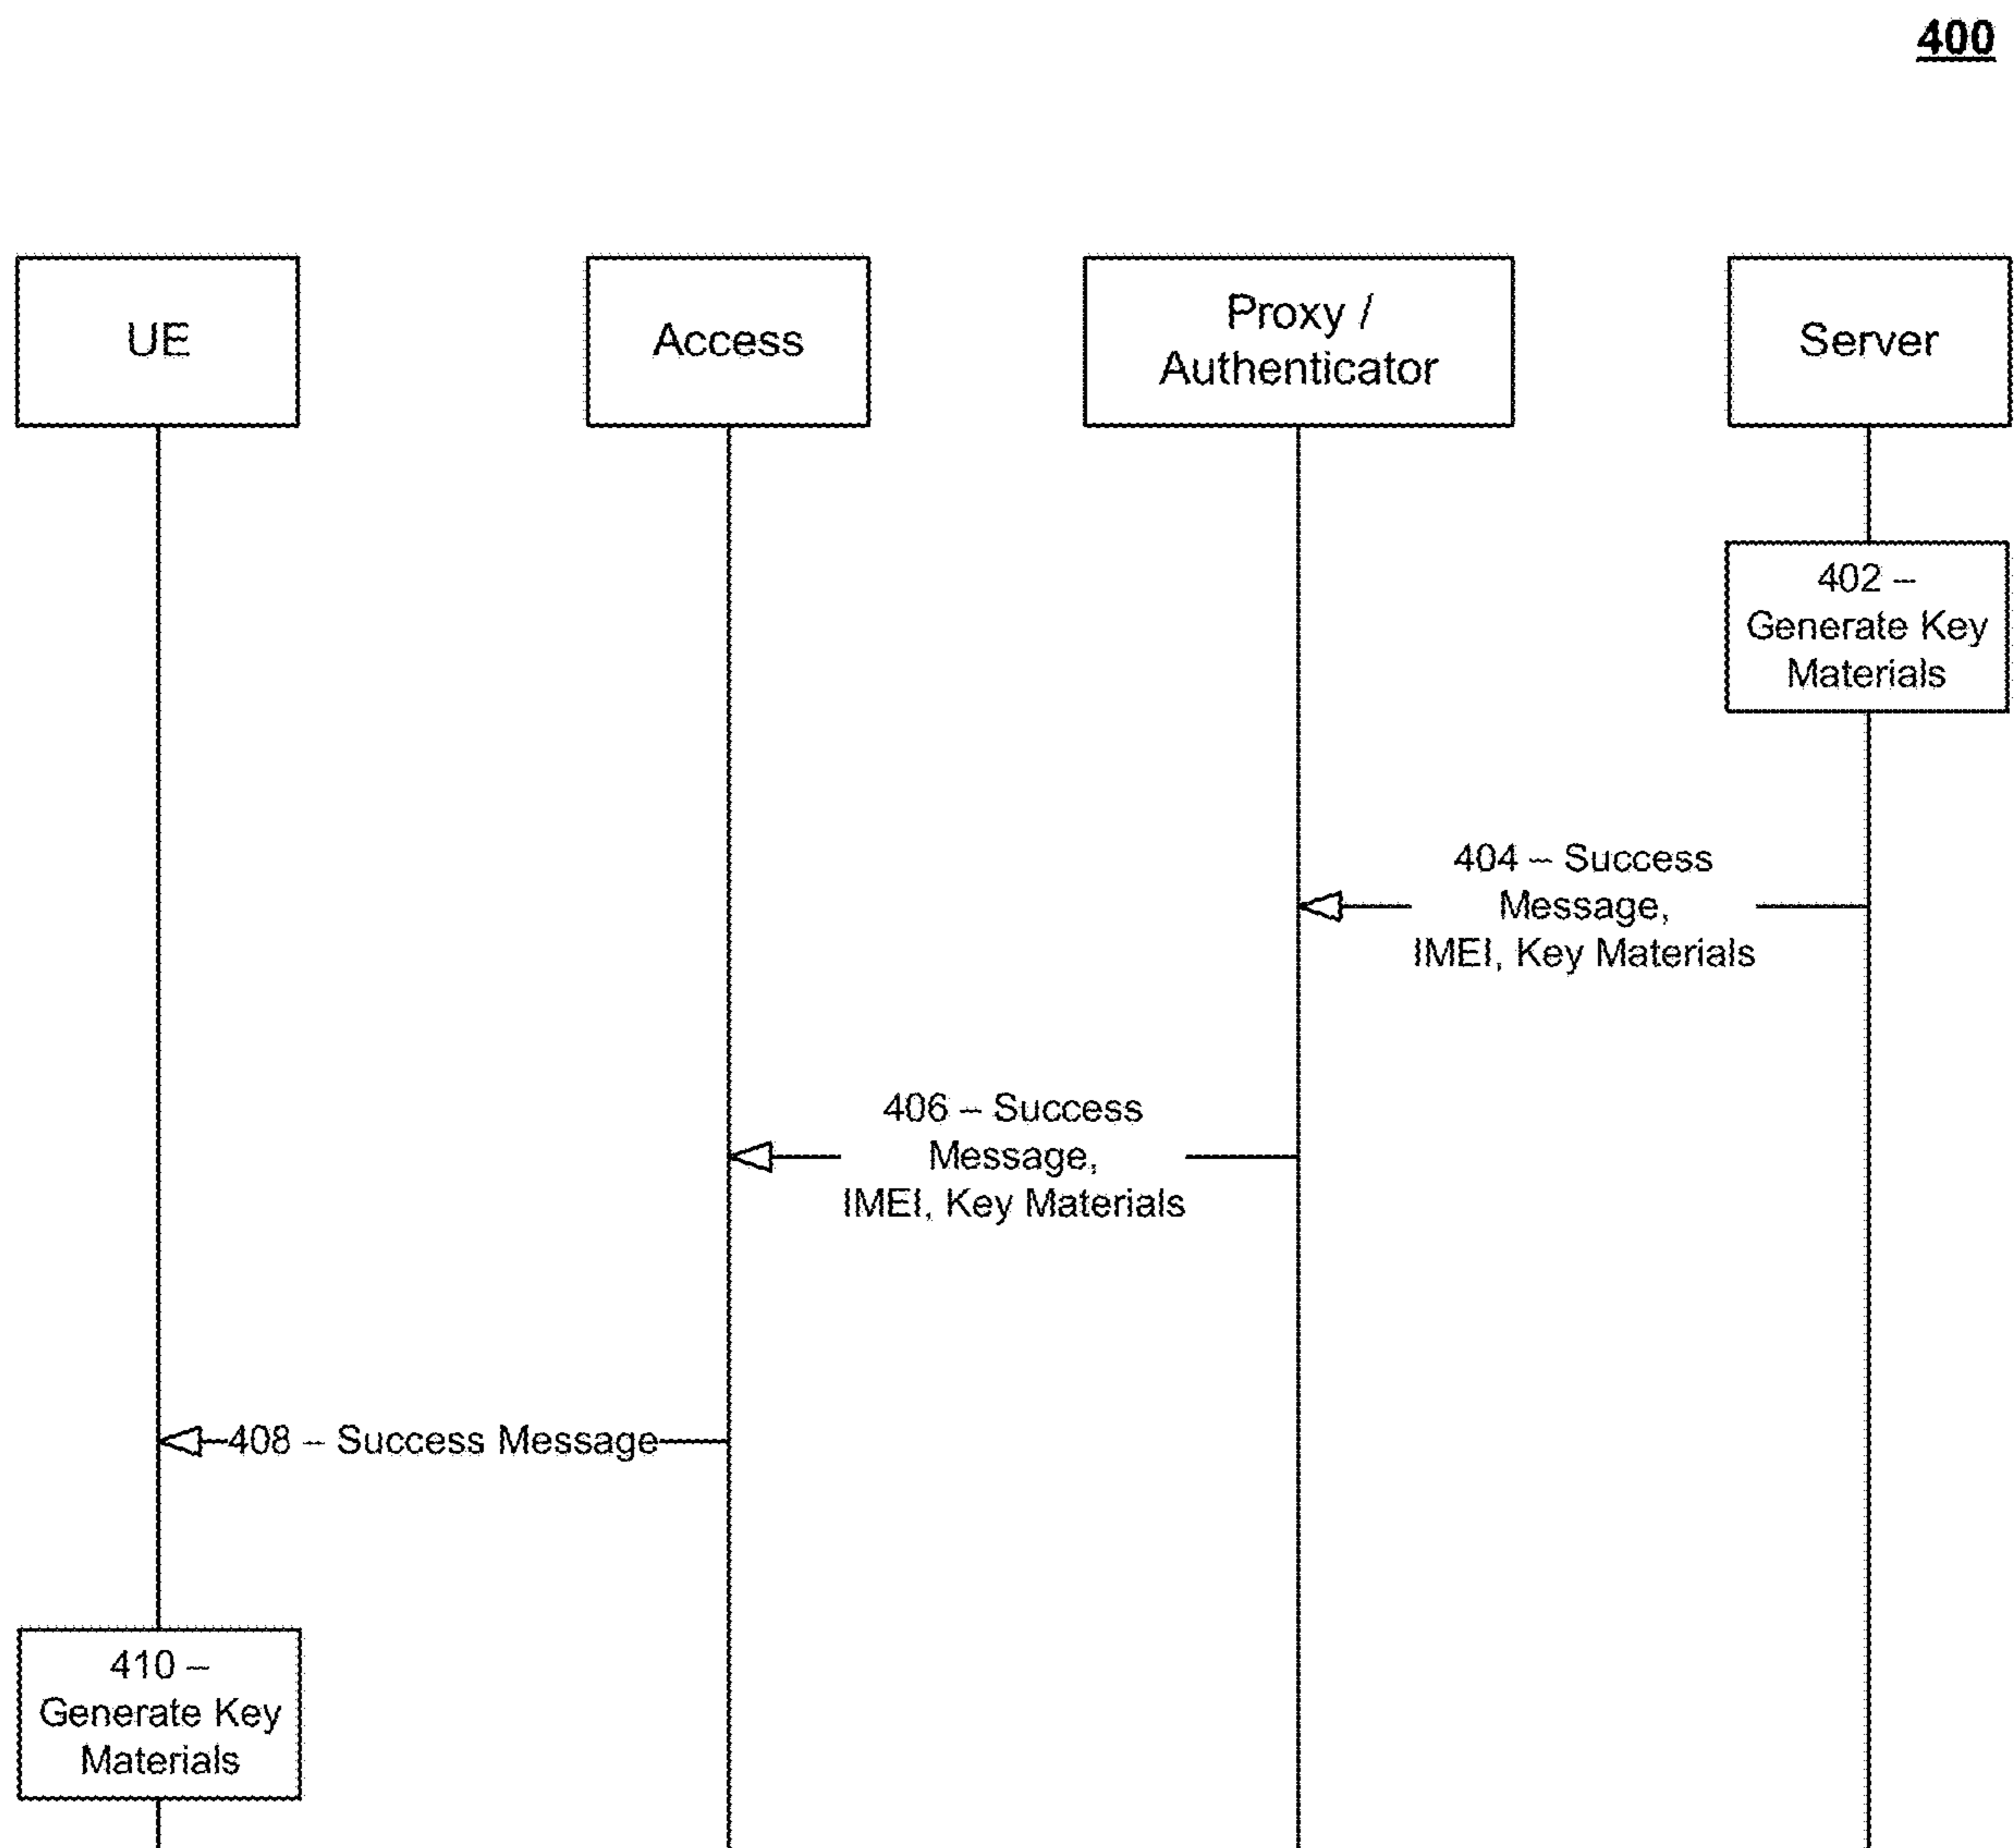 400
UE
Access
Proxy /
Authenticator
Server
402 –
Generate Key
Materials
404 – Success
Message,
IMEI, Key Materials
406 – Success
Message,
IMEI, Key Materials
408 – Success Message
410 –
Generate Key
Materials